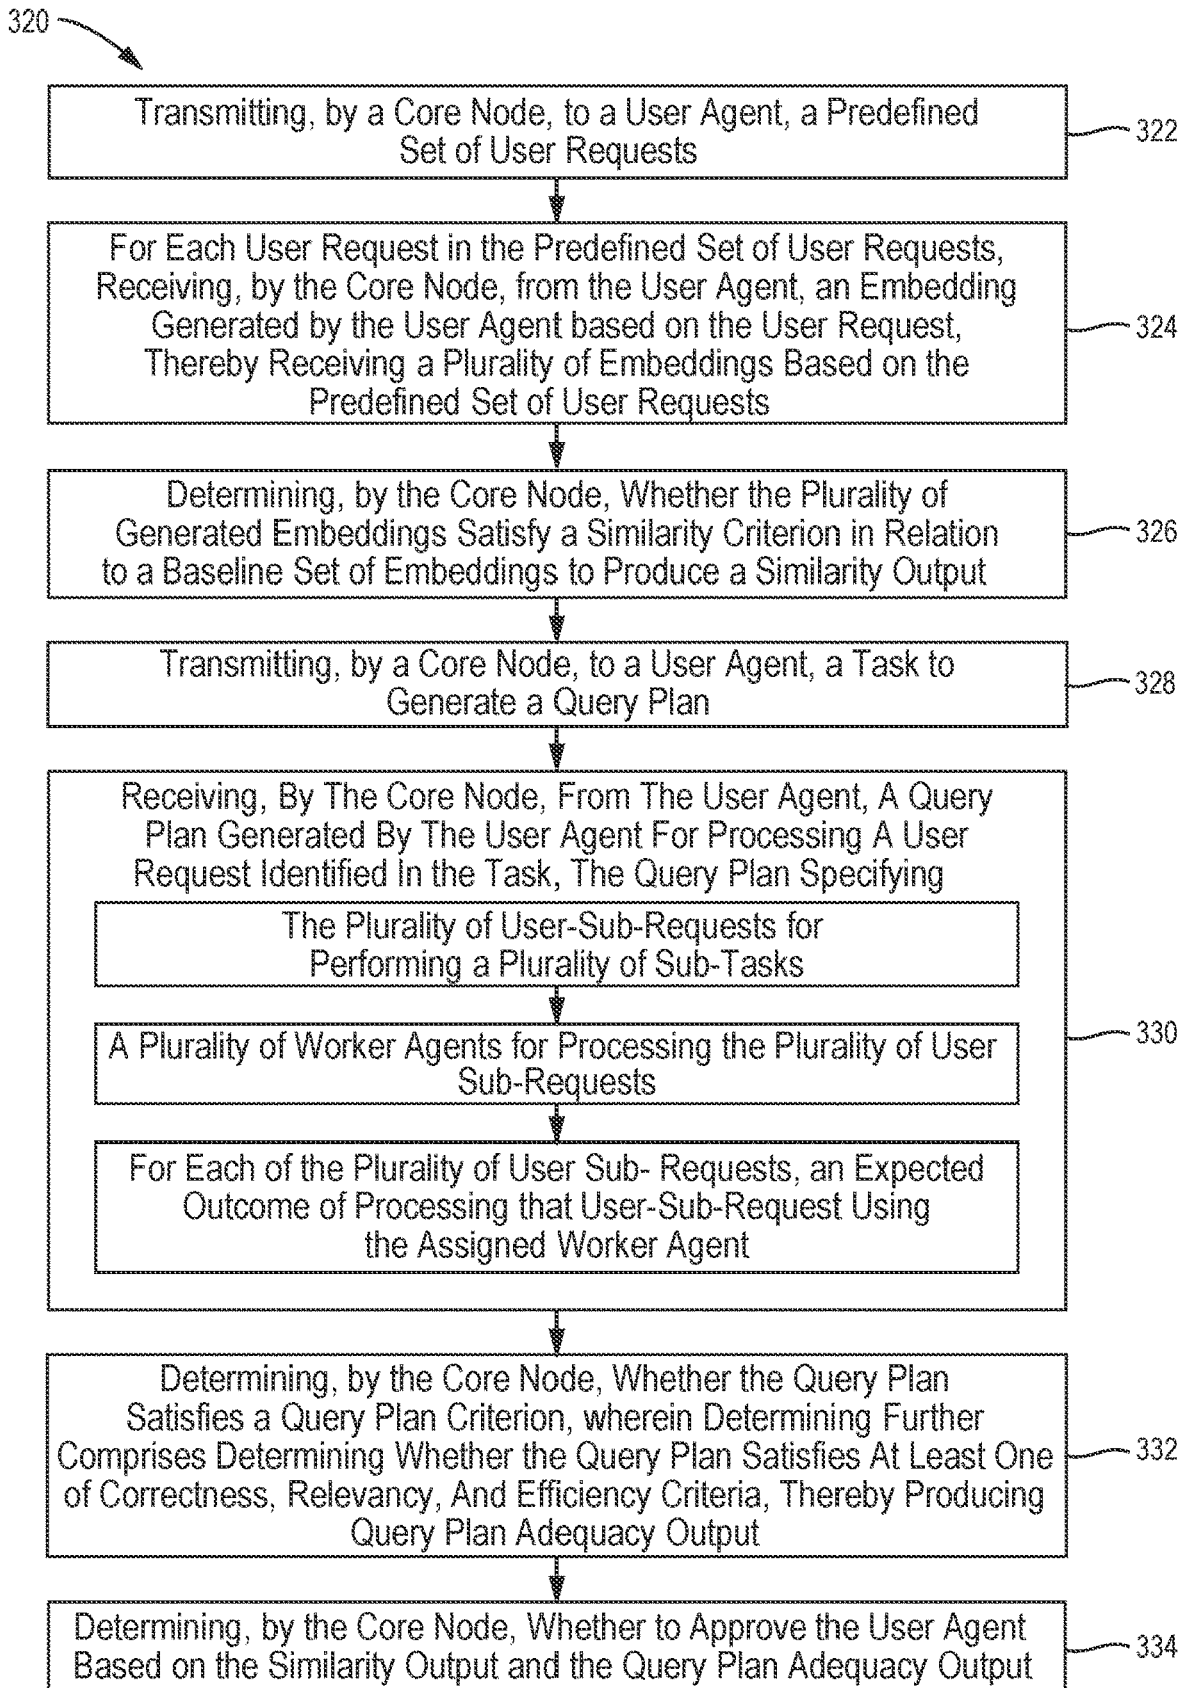 320
Transmitting, by a Core Node, to a User Agent, a Predefined
Set of User Requests
322
For Each User Request in the Predefined Set of User Requests,
Receiving, by the Core Node, from the User Agent, an Embedding
Generated by the User Agent based on the User Request,
Thereby Receiving a Plurality of Embeddings Based on the
Predefined Set of User Requests
324
Determining, by the Core Node, Whether the Plurality of
Generated Embeddings Satisfy a Similarity Criterion in Relation
to a Baseline Set of Embeddings to Produce a Similarity Output
326
Transmitting, by a Core Node, to a User Agent, a Task to
Generate a Query Plan
328
Receiving, By The Core Node, From The User Agent, A Query
Plan Generated By The User Agent For Processing A User
Request Identified In the Task, The Query Plan Specifying
The Plurality of User-Sub-Requests for
Performing a Plurality of Sub-Tasks
A Plurality of Worker Agents for Processing the Plurality of User
Sub-Requests
For Each of the Plurality of User Sub- Requests, an Expected
Outcome of Processing that User-Sub-Request Using
the Assigned Worker Agent
330
Determining, by the Core Node, Whether the Query Plan
Satisfies a Query Plan Criterion, wherein Determining Further
Comprises Determining Whether the Query Plan Satisfies At Least One
of Correctness, Relevancy, And Efficiency Criteria, Thereby Producing
Query Plan Adequacy Output
332
Determining, by the Core Node, Whether to Approve the User Agent
Based on the Similarity Output and the Query Plan Adequacy Output
334